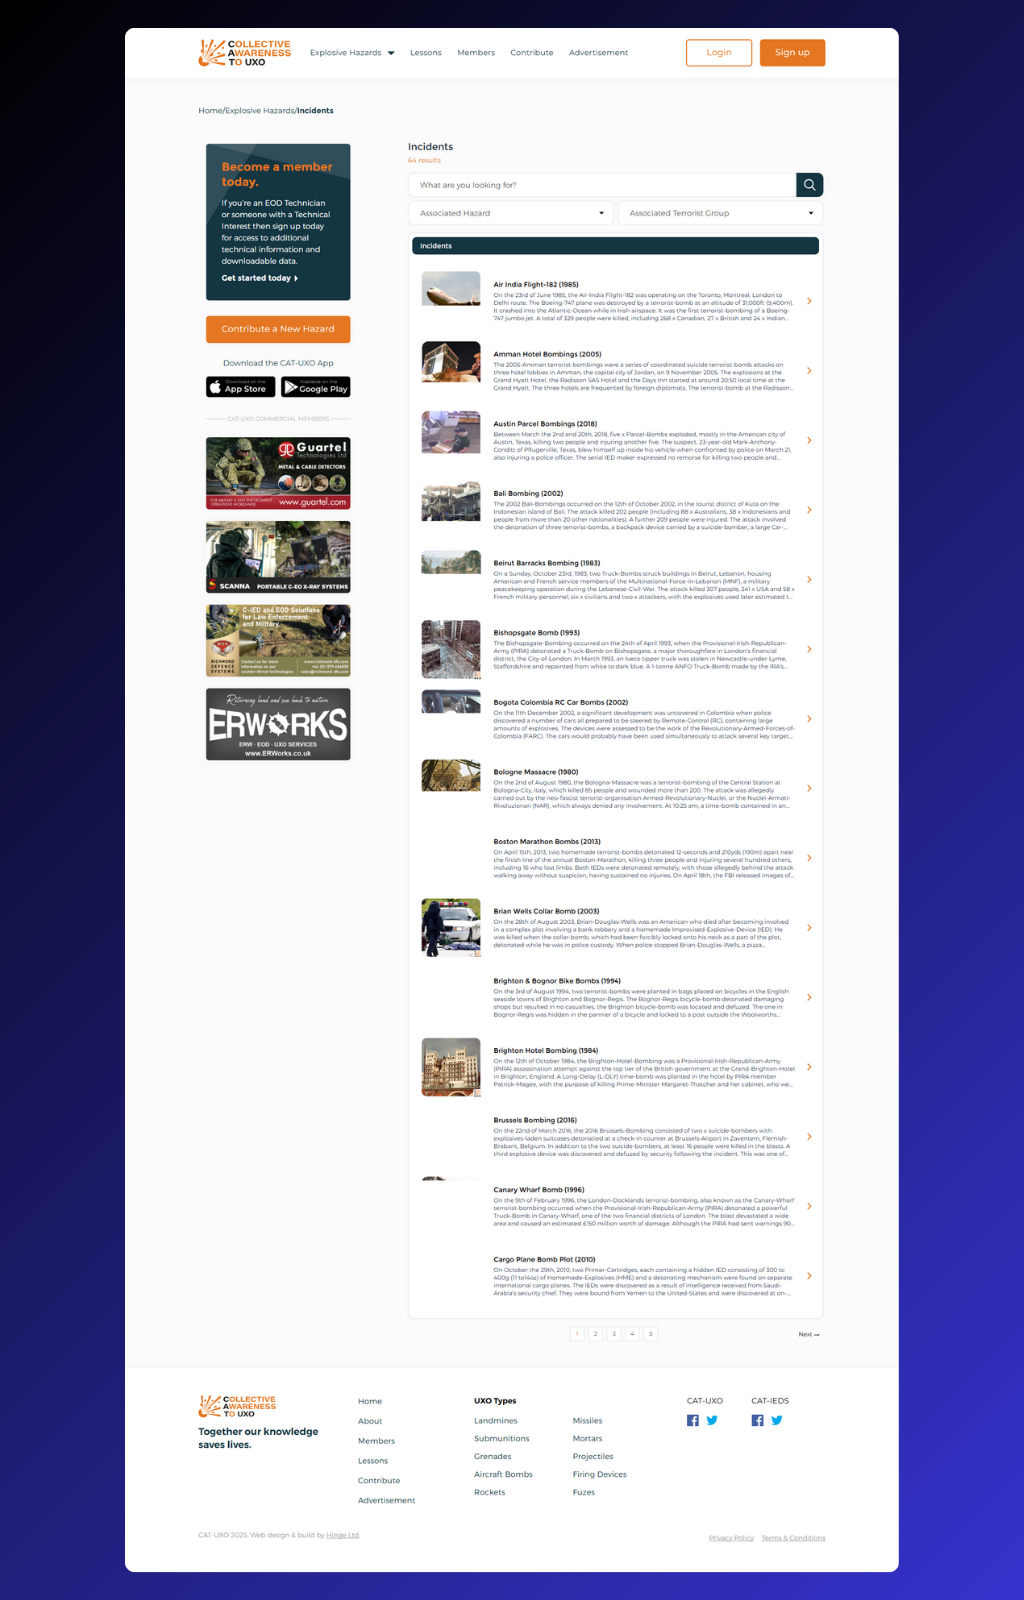 COLLECTIVE
AWARENESS
TO UXO
Explosive Hazards
Lessons
Members
Contribute
Advertisement
Login
Sign up
Home/Explosive Hazards/Incidents
Become a member
today.
If you're an EOD Technician
or someone with a Technical
Interest then sign up today
for access to additional
technical information and
downloadable data.
Get started today
Contribute a New Hazard
Download the CAT-UXO App
Download on the
App Store
Available on the
Google Play
CAT-UXO COMMERCIAL MEMBERS
Guartel
Technologies Ltd
METAL & CABLE DETECTORS
FOR MILITARY & LAW ENFORCEMENT
OPERATIONS WORLDWIDE
www.guartel.com
SCANNA PORTABLE C-EO X-RAY SYSTEMS
C-IED and EOD Solutions
for Law Enforcement
and Military.
RICHMOND
DEFENCE
SYSTEMS
Contact us for more
information on our
counter-threat technologies
Returning land and sea back to nature
ERWORKS
ERW · EOD · UXO SERVICES
www.ERWorks.co.uk
Incidents
64 results
What are you looking for?
Associated Hazard
Associated Terrorist Group
Incidents
Air India Flight-182 (1985)
On the 23rd of June 1985, the Air-India Flight-182 was operating on the Toronto, Montreal, London to
Delhi route. The Boeing-747 plane was destroyed by a terrorist-bomb at an altitude of 31,000ft (9,400m).
It crashed into the Atlantic-Ocean while in Irish airspace. It was the first terrorist-bombing of a Boeing-
747 jumbo jet. A total of 329 people were killed, including 268 x Canadian, 27 x British and 24 x Indian...
Amman Hotel Bombings (2005)
The 2005-Amman terrorist-bombings were a series of coordinated suicide terrorist-bomb attacks on
three hotel lobbies in Amman, the capital city of Jordan, on 9 November 2005. The explosions at the
Grand Hyatt Hotel, the Radisson SAS Hotel and the Days Inn started at around 20:50 local time at the
Grand Hyatt. The three hotels are frequented by foreign diplomats. The terrorist-bomb at the Radisson...
Austin Parcel Bombings (2018)
Between March the 2nd and 20th, 2018, five x Parcel-Bombs exploded, mostly in the American city of
Austin, Texas, killing two people and injuring another five. The suspect, 23-year-old Mark-Anthony-
Conditt of Pflugerville, Texas, blew himself up inside his vehicle when confronted by police on March 21,
also injuring a police officer. The serial IED maker expressed no remorse for killing two people and...
Bali Bombing (2002)
The 2002 Bali-Bombings occurred on the 12th of October 2002, in the tourist district of Kuta on the
Indonesian island of Bali. The attack killed 202 people (including 88 x Australians, 38 x Indonesians and
people from more than 20 other nationalities). A further 209 people were injured. The attack involved
the detonation of three terrorist-bombs, a backpack device carried by a suicide-bomber, a large Car-...
Beirut Barracks Bombing (1983)
On a Sunday, October 23rd, 1983, two Truck-Bombs struck buildings in Beirut, Lebanon, housing
American and French service members of the Multinational-Force-in-Lebanon (MNF), a military
peacekeeping operation during the Lebanese-Civil-War. The attack killed 307 people, 241 x USA and 58 x
French military personnel, six x civilians and two x attackers, with the explosives used later estimated t...
Bishopsgate Bomb (1993)
The Bishopsgate-Bombing occurred on the 24th of April 1993, when the Provisional-Irish-Republican-
Army (PIRA) detonated a Truck-Bomb on Bishopsgate, a major thoroughfare in London's financial
district, the City-of-London. In March 1993, an Iveco tipper truck was stolen in Newcastle-under-Lyme,
Staffordshire and repainted from white to dark blue. A 1-tonne ANFO Truck-Bomb made by the IRA's...
Bogota Colombia RC Car Bombs (2002)
On the 11th December 2002, a significant development was uncovered in Colombia when police
discovered a number of cars all prepared to be steered by Remote-Control (RC), containing large
amounts of explosives. The devices were assessed to be the work of the Revolutionary-Armed-Forces-of-
Colombia (FARC). The cars would probably have been used simultaneously to attack several key target...
Bologne Massacre (1980)
On the 2nd of August 1980, the Bologna-Massacre was a terrorist-bombing of the Central Station at
Bologna-City, Italy, which killed 85 people and wounded more than 200. The attack was allegedly
carried out by the neo-fascist terrorist-organisation Armed-Revolutionary-Nuclei, or the Nuclei-Armati-
Rivoluzionari (NAR), which always denied any involvement. At 10:25 am, a time-bomb contained in an...
Boston Marathon Bombs (2013)
On April 15th, 2013, two homemade terrorist-bombs detonated 12-seconds and 210yds (190m) apart near
the finish line of the annual Boston-Marathon, killing three people and injuring several hundred others,
including 16 who lost limbs. Both IEDs were detonated remotely, with those allegedly behind the attack
walking away without suspicion, having sustained no injuries. On April 18th, the FBI released images of...
Brian Wells Collar Bomb (2003)
On the 28th of August 2003, Brian-Douglas-Wells was an American who died after becoming involved
in a complex plot involving a bank robbery and a homemade Improvised-Explosive-Device (IED). He
was killed when the collar-bomb, which had been forcibly locked onto his neck as a part of the plot,
detonated while he was in police custody. When police stopped Brian-Douglas-Wells, a pizza...
Brighton & Bognor Bike Bombs (1994)
On the 3rd of August 1994, two terrorist-bombs were planted in bags placed on bicycles in the English
seaside towns of Brighton and Bognor-Regis. The Bognor-Regis bicycle-bomb detonated damaging
shops but resulted in no casualties, the Brighton bicycle-bomb was located and defuzed. The one in
Bognor-Regis was hidden in the pannier of a bicycle and locked to a post outside the Woolworths...
Brighton Hotel Bombing (1984)
On the 12th of October 1984, the Brighton-Hotel-Bombing was a Provisional-Irish-Republican-Army
(PIRA) assassination attempt against the top tier of the British government at the Grand-Brighton-Hotel
in Brighton, England. A Long-Delay (L-DLY) time-bomb was planted in the hotel by PIRA member
Patrick-Magee, with the purpose of killing Prime-Minister Margaret-Thatcher and her cabinet, who we...
Brussels Bombing (2016)
On the 22nd of March 2016, the 2016 Brussels-Bombing consisted of two x suicide-bombers with
explosives-laden suitcases detonatied at a check-in counter at Brussels-Airport in Zaventem, Flemish-
Brabant, Belgium. In addition to the two suicide-bombers, at least 16 people were killed in the blasts. A
third explosive device was discovered and defuzed by security following the incident. This was one of...
Canary Wharf Bomb (1996)
On the 9th of February 1996, the London-Docklands terrorist-bombing, also known as the Canary-Wharf
terrorist-bombing occurred when the Provisional-Irish-Republican-Army (PIRA) detonated a powerful
Truck-Bomb in Canary-Wharf, one of the two financial districts of London. The blast devastated a wide
area and caused an estimated £150 million worth of damage. Although the PIRA had sent warnings 90...
Cargo Plane Bomb Plot (2010)
On October the 29th, 2010, two Printer-Cartridges, each containing a hidden IED consisting of 300 to
400g (11 to14oz) of Homemade-Explosives (HME) and a detonating mechanism were found on separate
international cargo planes. The IEDs were discovered as a result of intelligence received from Saudi-
Arabia's security chief. They were bound from Yemen to the United-States and were discovered at on-...
1 2 3 4 5
Next →
COLLECTIVE
AWARENESS
TO UXO
Together our knowledge
saves lives.
Home
About
Members
Lessons
Contribute
Advertisement
UXO Types
Landmines
Submunitions
Grenades
Aircraft Bombs
Rockets
Missiles
Mortars
Projectiles
Firing Devices
Fuzes
CAT-UXO
CAT-IEDS
CAT-UXO 2025. Web design & build by Hinge Ltd.
Privacy Policy
Terms & Conditions